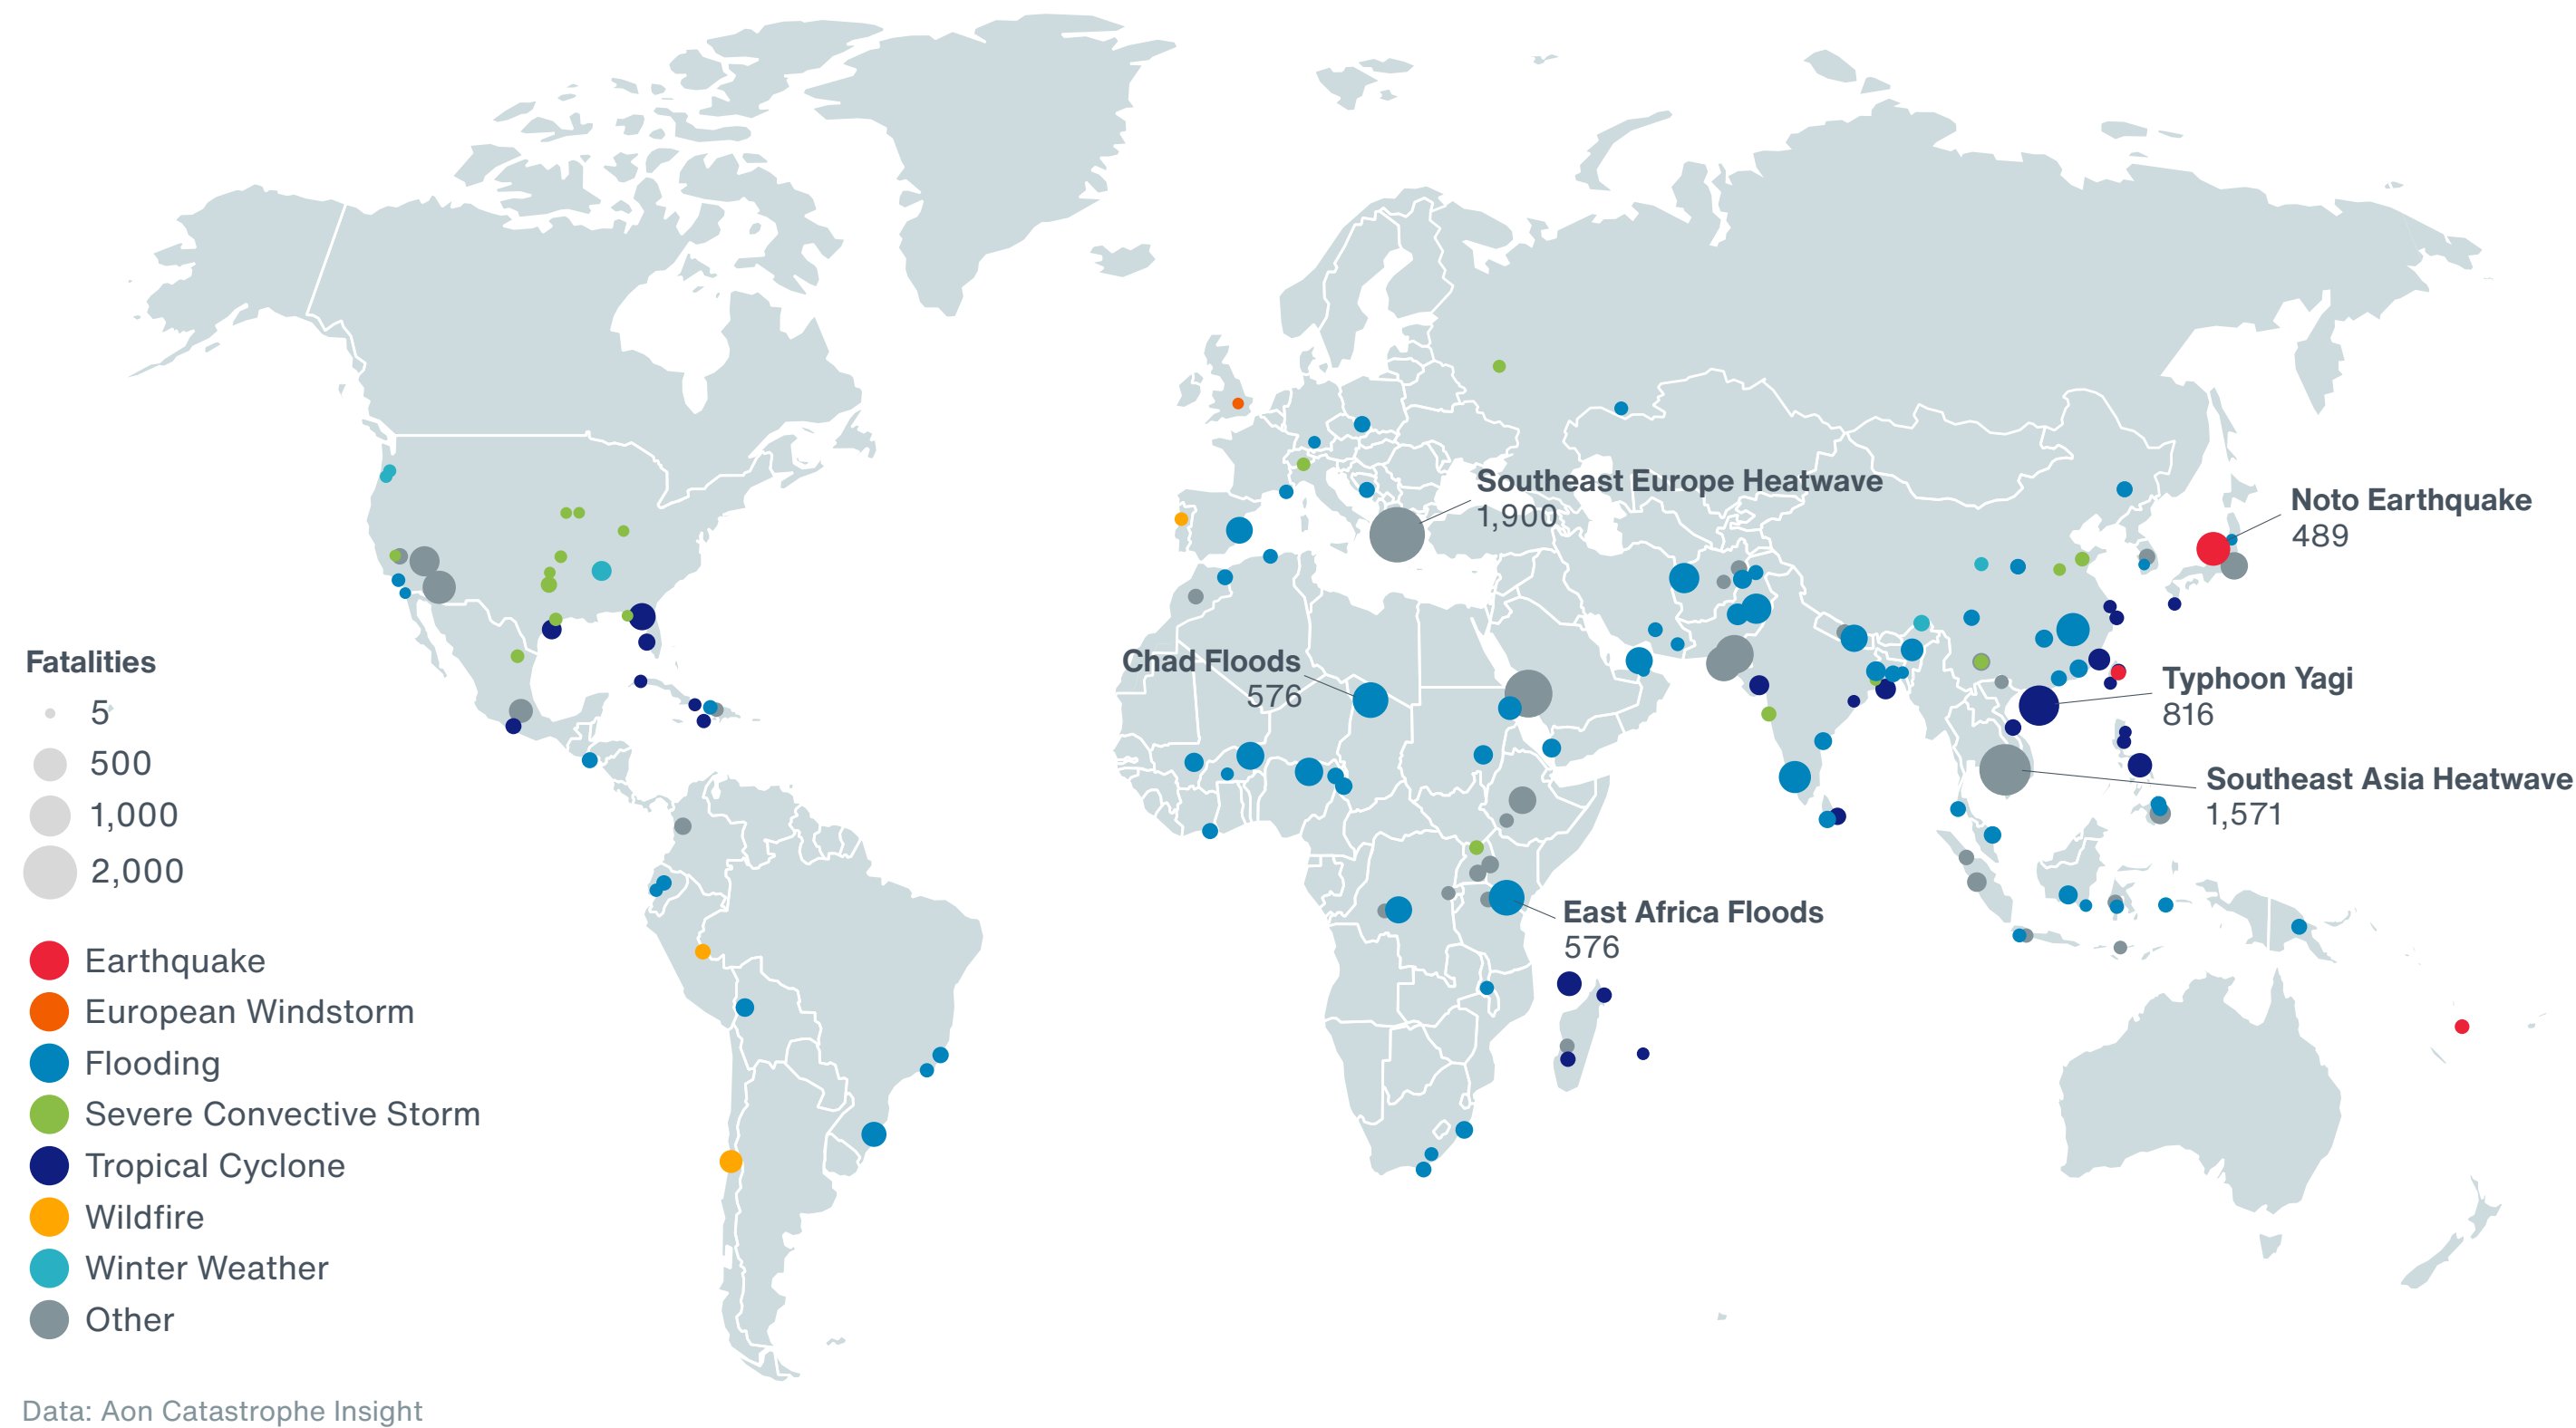 Southeast Europe Heatwave
1,900
Noto Earthquake
489
Chad Floods
576
Typhoon Yagi
816
Southeast Asia Heatwave
1,571
East Africa Floods
576
Fatalities
5
500
1,000
2,000
Earthquake
European Windstorm
Flooding
Severe Convective Storm
Tropical Cyclone
Wildfire
Winter Weather
Other
Data: Aon Catastrophe Insight